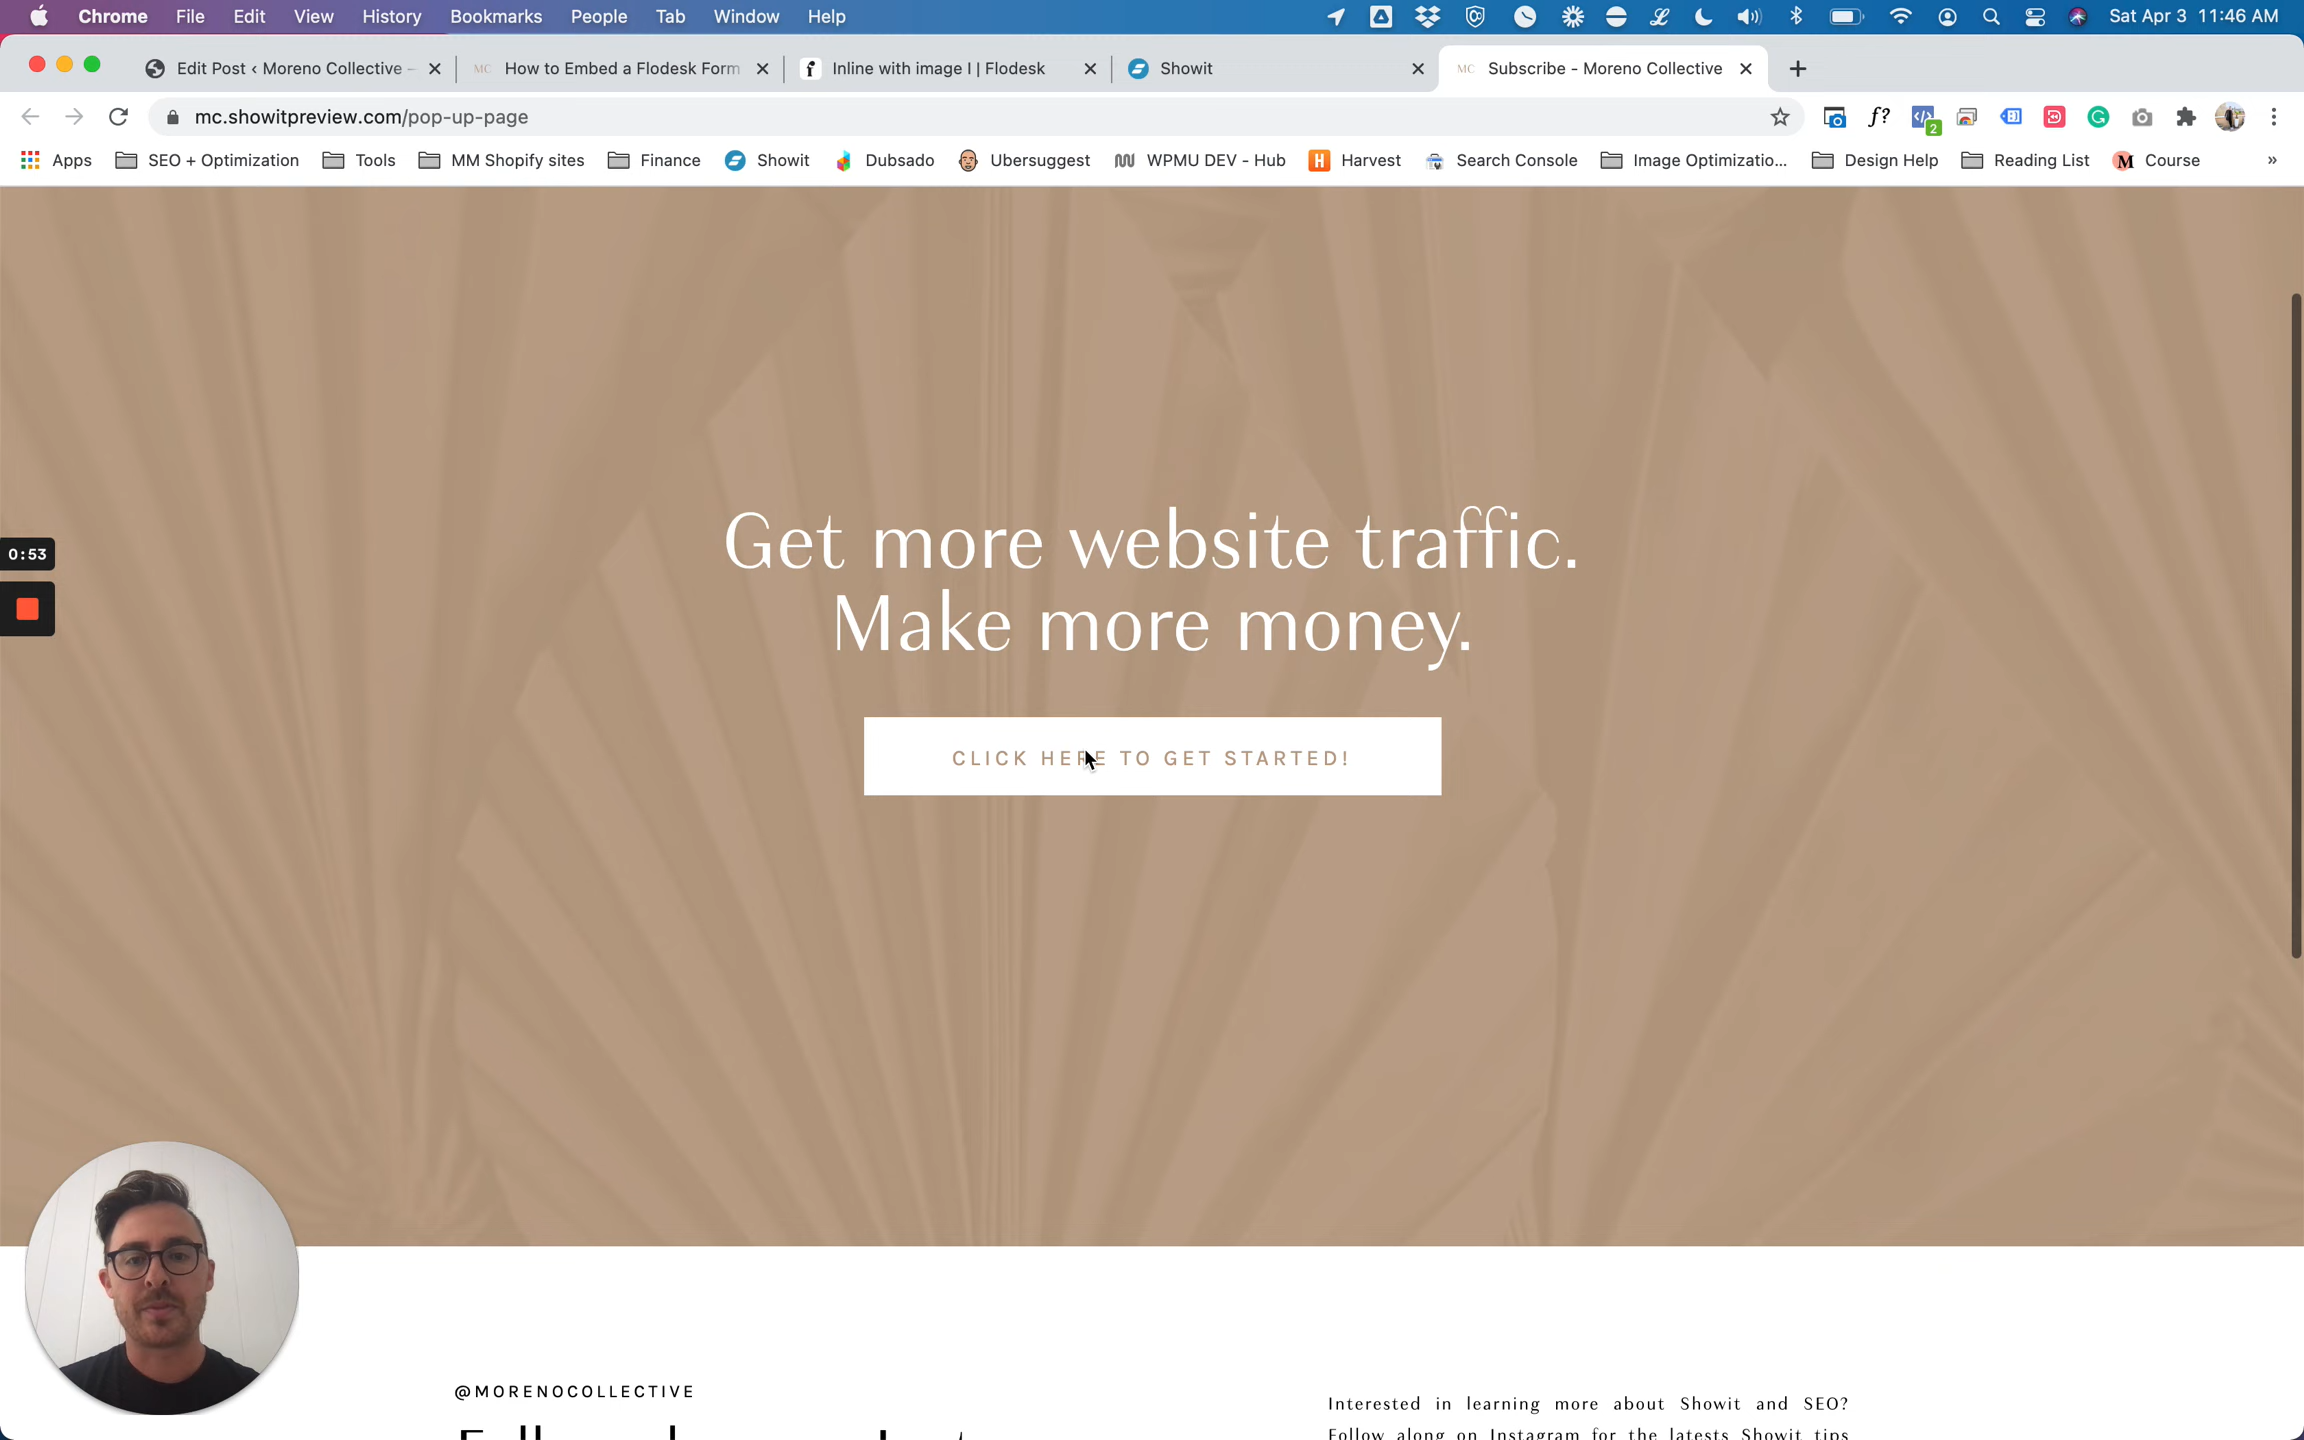 Chrome File Edit View History Bookmarks People Tab Window Help Sat Apr 3 11:46 AM
Edit Post ‹ Moreno Collective — MC How to Embed a Flodesk Form Inline with image I | Flodesk Showit MC Subscribe – Moreno Collective
mc.showitpreview.com/pop-up-page f? 2
Apps SEO + Optimization Tools MM Shopify sites Finance Showit Dubsado Ubersuggest WPMU DEV - Hub H Harvest Search Console Image Optimizatio... Design Help Reading List M Course »
Get more website traffic.
Make more money.
0:53
CLICK HERE TO GET STARTED!
@MORENOCOLLECTIVE
Interested in learning more about Showit and SEO?
Follow along on Instagram for the latests Showit tips